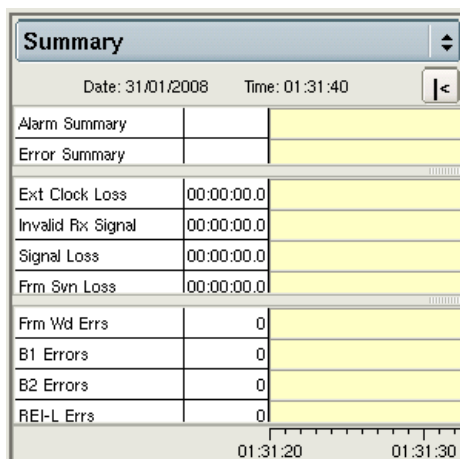 Summary
Date: 31/01/2008 Time: 01:31:40 |<
Alarm Summary
Error Summary
Ext Clock Loss 00:00:00.0
Invalid Rx Signal 00:00:00.0
Signal Loss 00:00:00.0
Frm Syn Loss 00:00:00.0
Frm Wd Errs 0
B1 Errors 0
B2 Errors 0
REI-L Errs 0
01:31:20 01:31:30